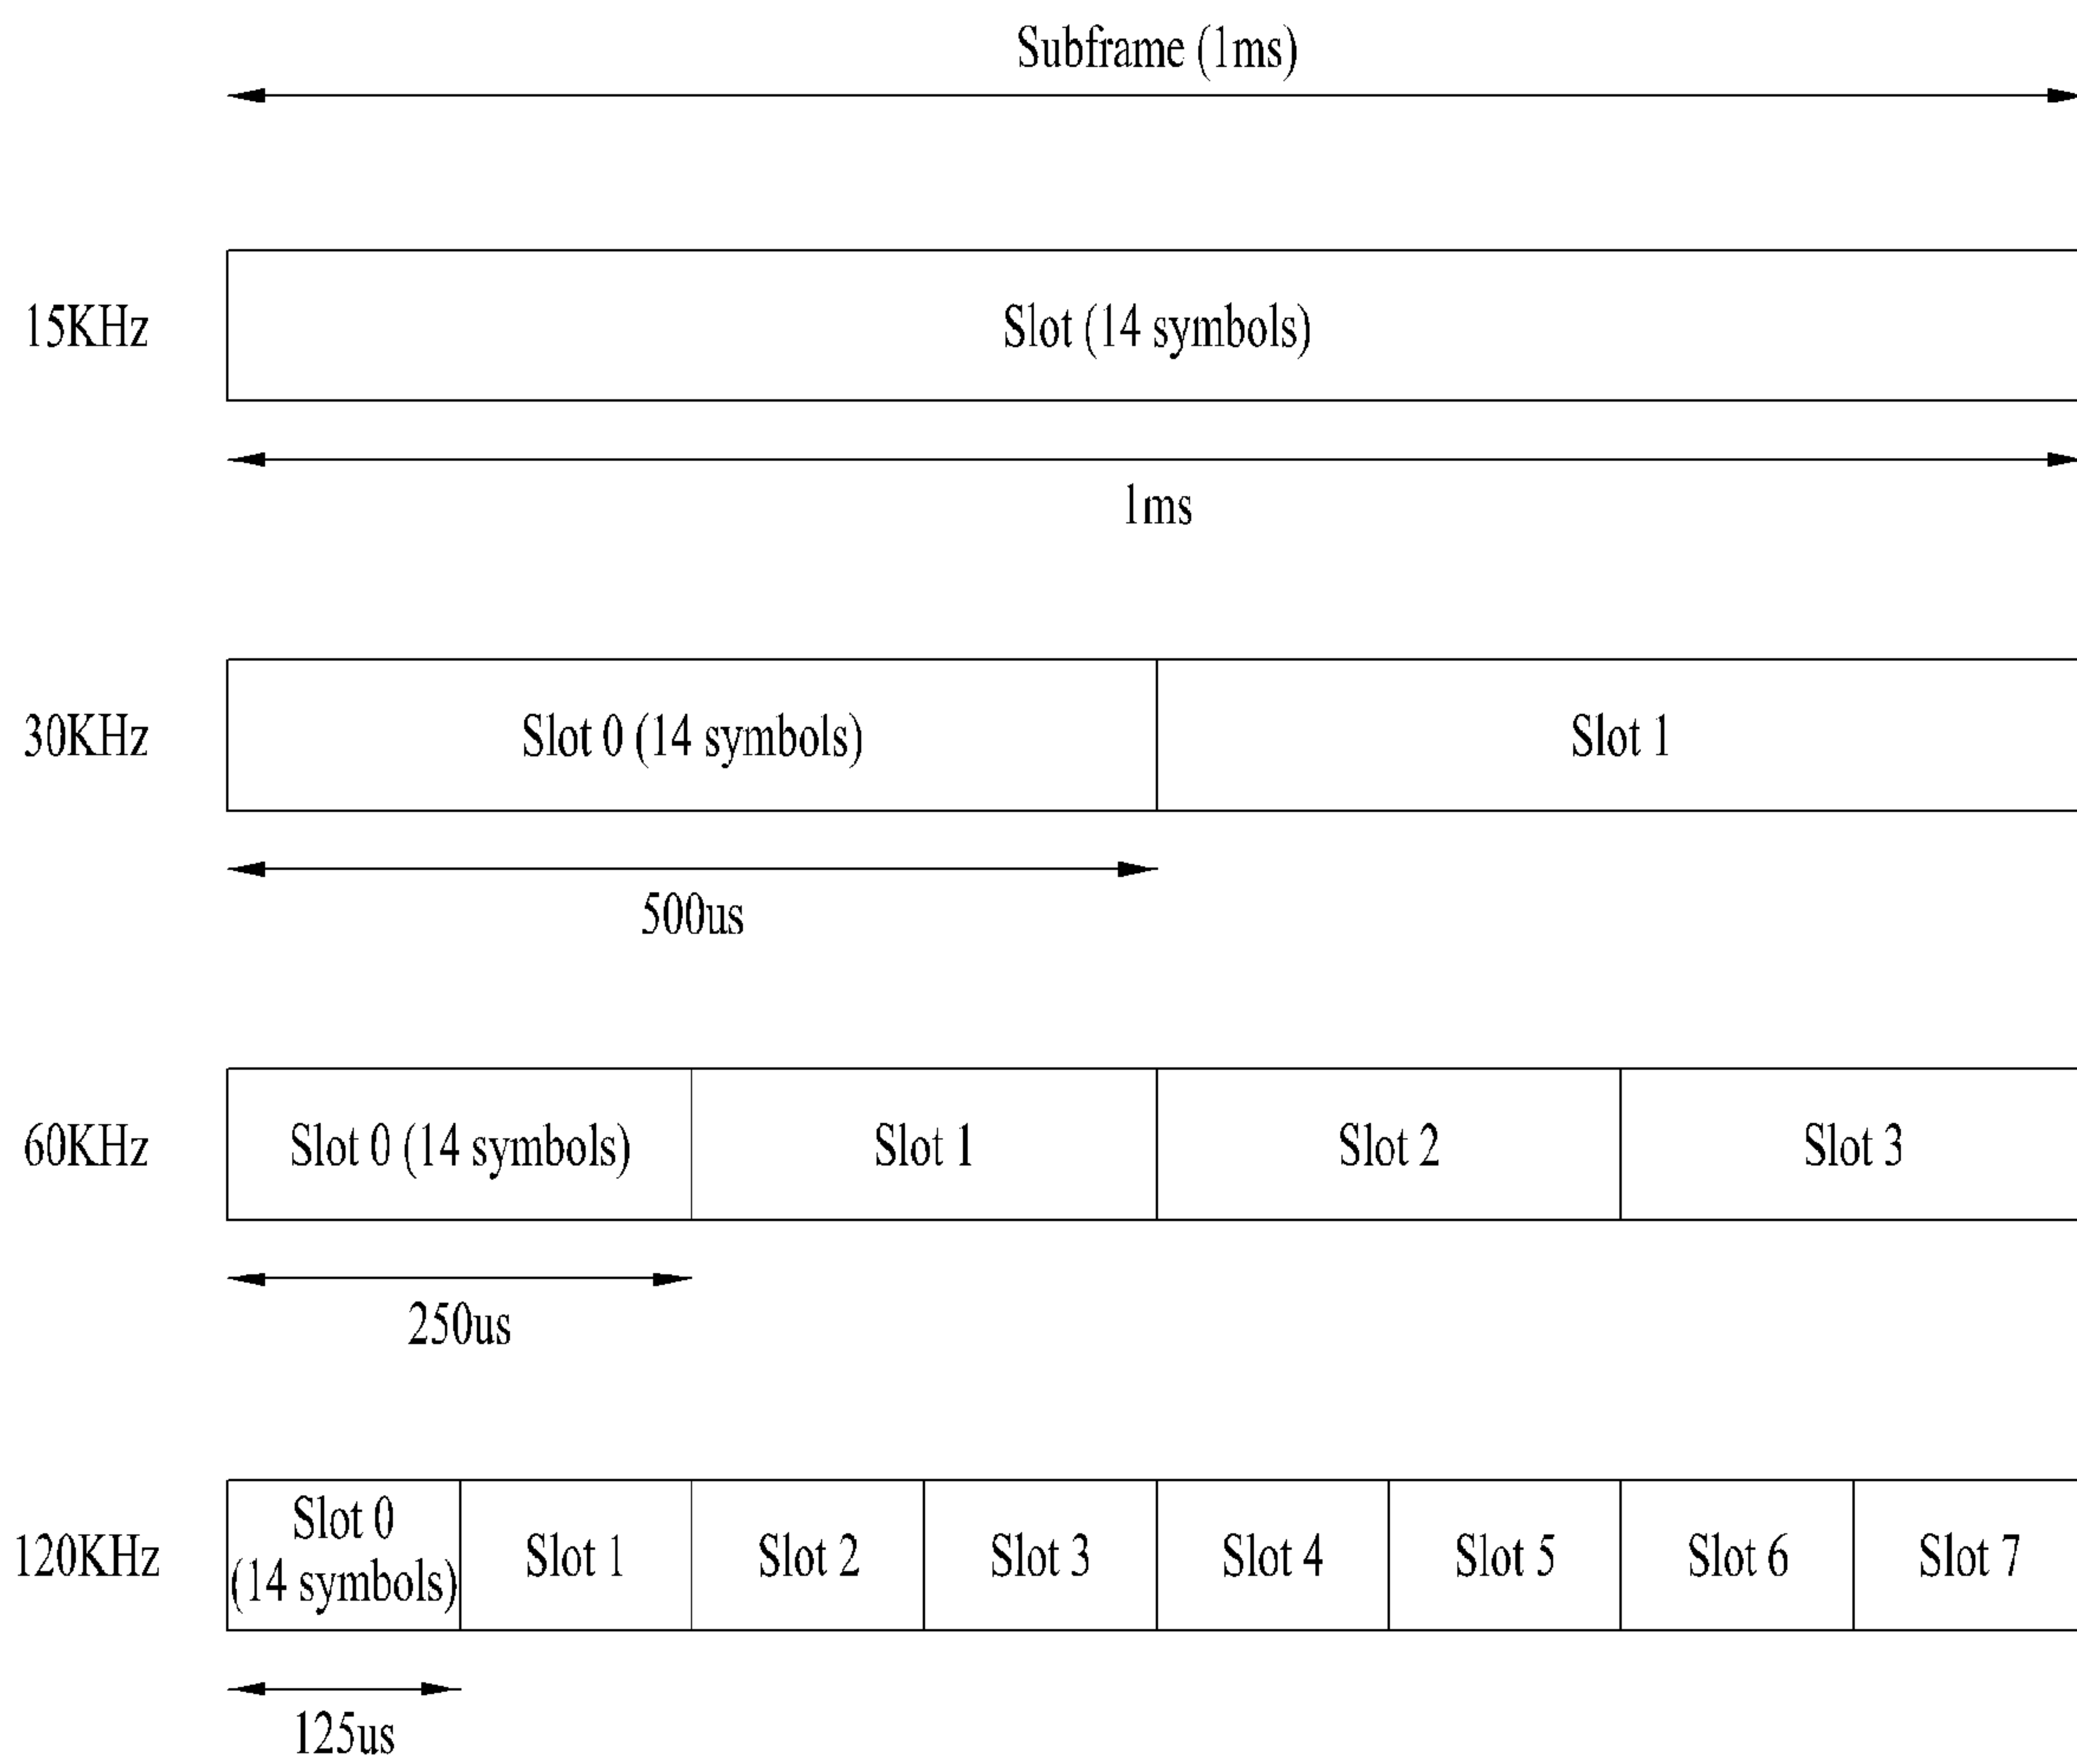 Subframe (1ms)
15KHz
Slot (14 symbols)
1ms
30KHz
Slot 0 (14 symbols)
Slot 1
500us
60KHz
Slot 0 (14 symbols)
Slot 1
Slot 2
Slot 3
250us
120KHz
Slot 0
(14 symbols)
Slot 1
Slot 2
Slot 3
Slot 4
Slot 5
Slot 6
Slot 7
125us